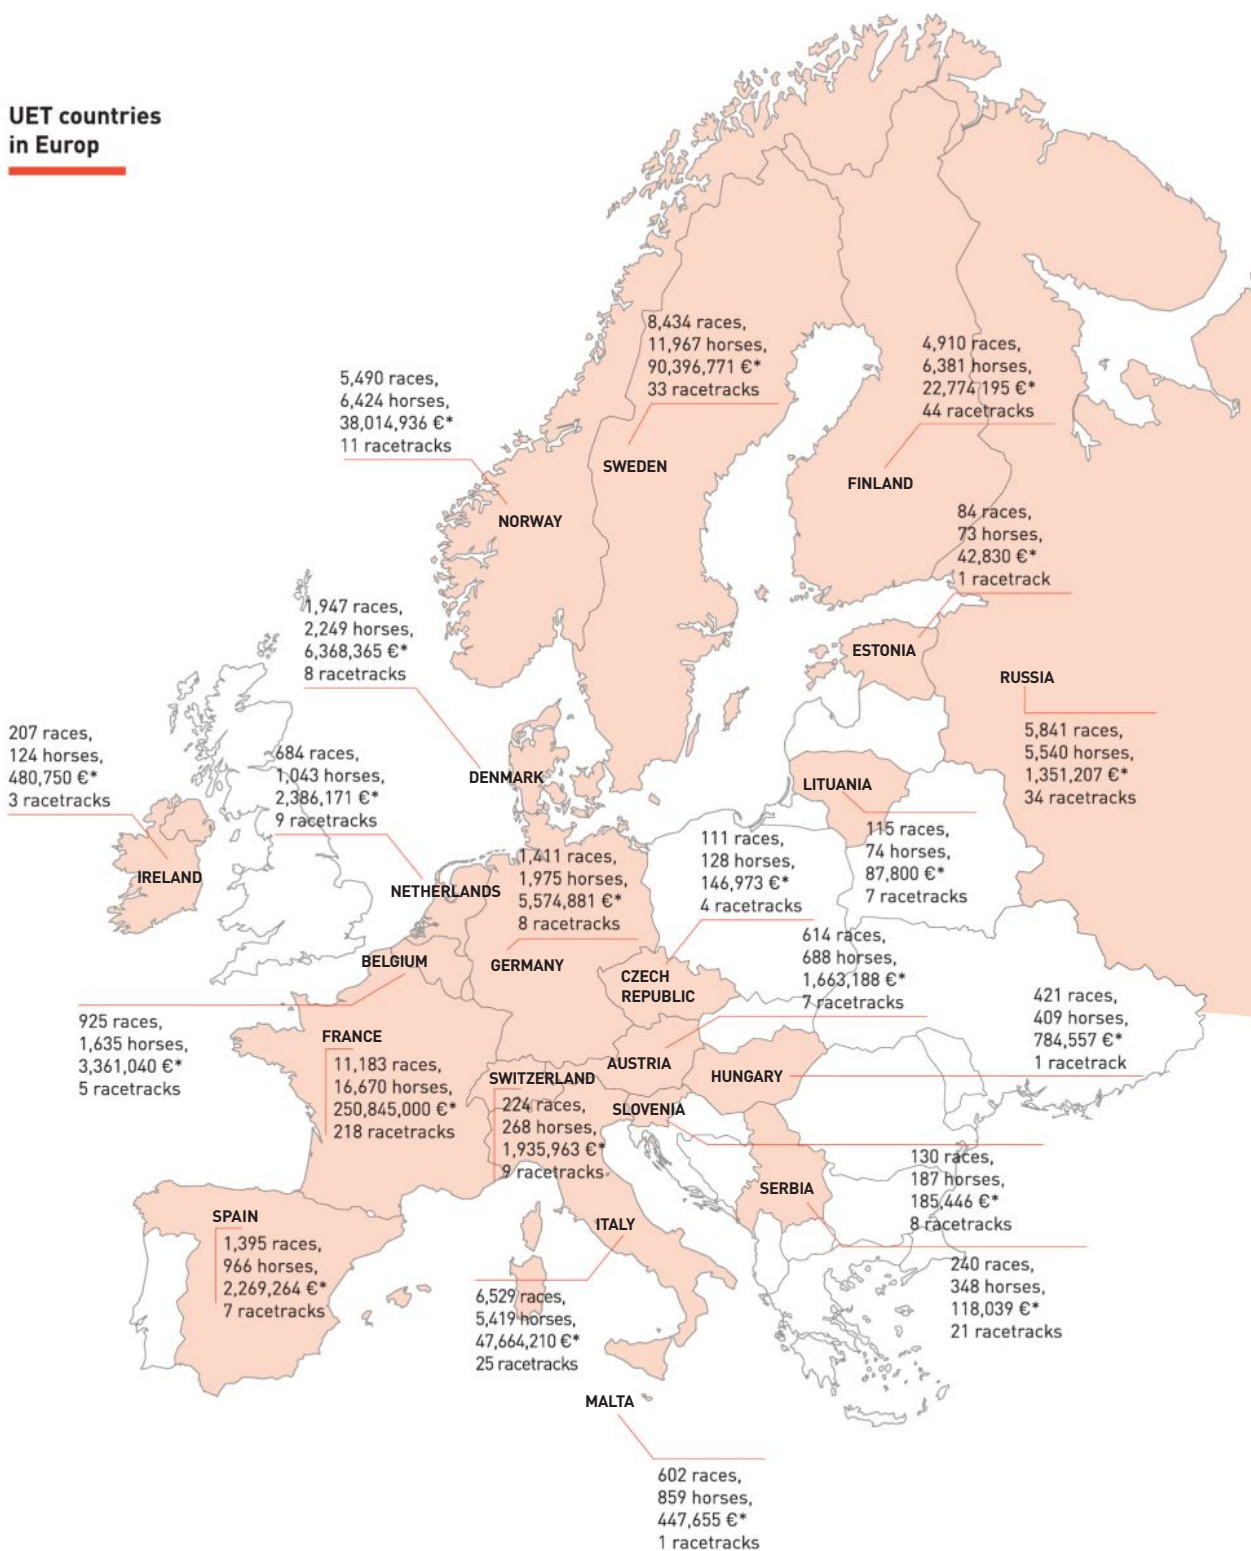 UET countries
in Europ
8,434 races,
11,967 horses,
90,396,771 €*
33 racetracks
SWEDEN
4,910 races,
6,381 horses,
22,774 195 €*
44 racetracks
FINLAND
5,490 races,
6,424 horses,
38,014,936 €*
11 racetracks
NORWAY
84 races,
73 horses,
42,830 €*
1 racetrack
ESTONIA
1,947 races,
2,249 horses,
6,368,365 €*
8 racetracks
DENMARK
RUSSIA
5,841 races,
5,540 horses,
1,351,207 €*
34 racetracks
207 races,
124 horses,
480,750 €*
3 racetracks
IRELAND
684 races,
1,043 horses,
2,386,171 €*
9 racetracks
NETHERLANDS
LITUANIA
115 races,
74 horses,
87,800 €*
7 racetracks
1,411 races,
1,975 horses,
5,574,881 €*
8 racetracks
GERMANY
111 races,
128 horses,
146,973 €*
4 racetracks
CZECH
REPUBLIC
614 races,
688 horses,
1,663,188 €*
7 racetracks
AUSTRIA
BELGIUM
925 races,
1,635 horses,
3,361,040 €*
5 racetracks
421 races,
409 horses,
784,557 €*
1 racetrack
HUNGARY
FRANCE
11,183 races,
16,670 horses,
250,845,000 €*
218 racetracks
SWITZERLAND
224 races,
268 horses,
1,935,963 €*
9 racetracks
SLOVENIA
130 races,
187 horses,
185,446 €*
8 racetracks
SERBIA
240 races,
348 horses,
118,039 €*
21 racetracks
SPAIN
1,395 races,
966 horses,
2,269,264 €*
7 racetracks
ITALY
6,529 races,
5,419 horses,
47,664,210 €*
25 racetracks
MALTA
602 races,
859 horses,
447,655 €*
1 racetracks